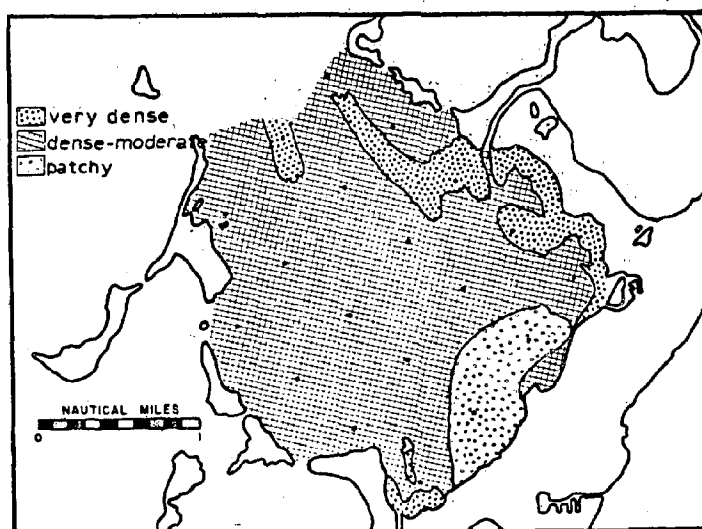 very dense
dense-moderate
patchy
NAUTICAL MILES
0 1